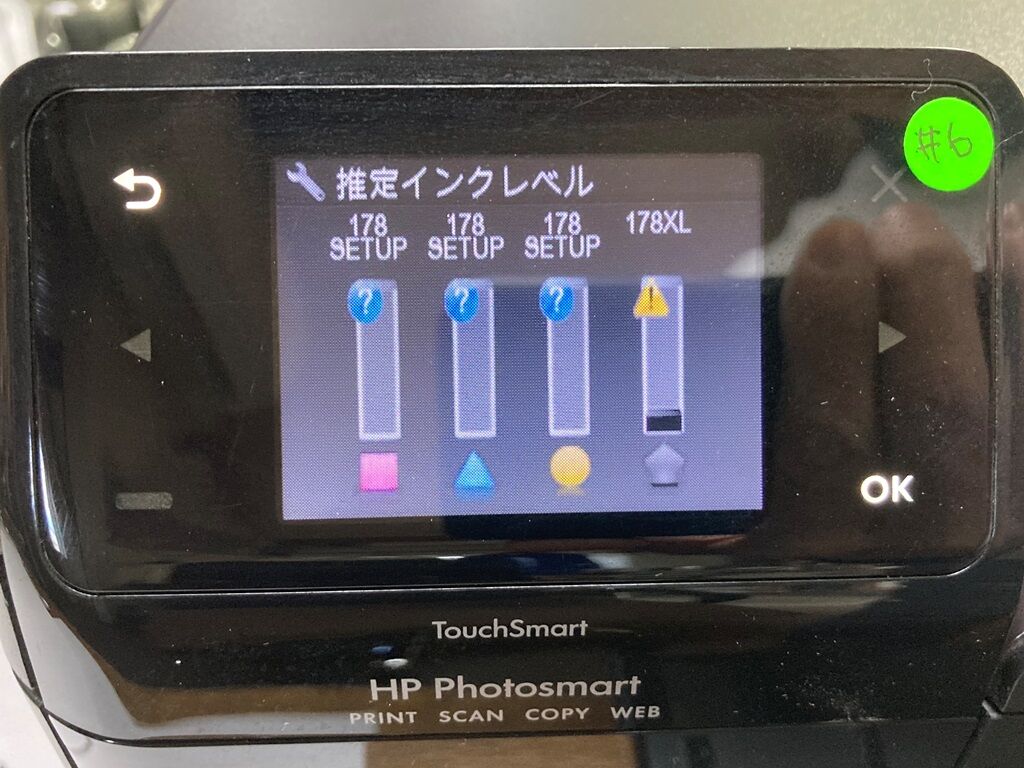 #6
推定インクレベル
178 SETUP
178 SETUP
178 SETUP
178XL
?
?
?
!
OK
TouchSmart
HP Photosmart
PRINT SCAN COPY WEB